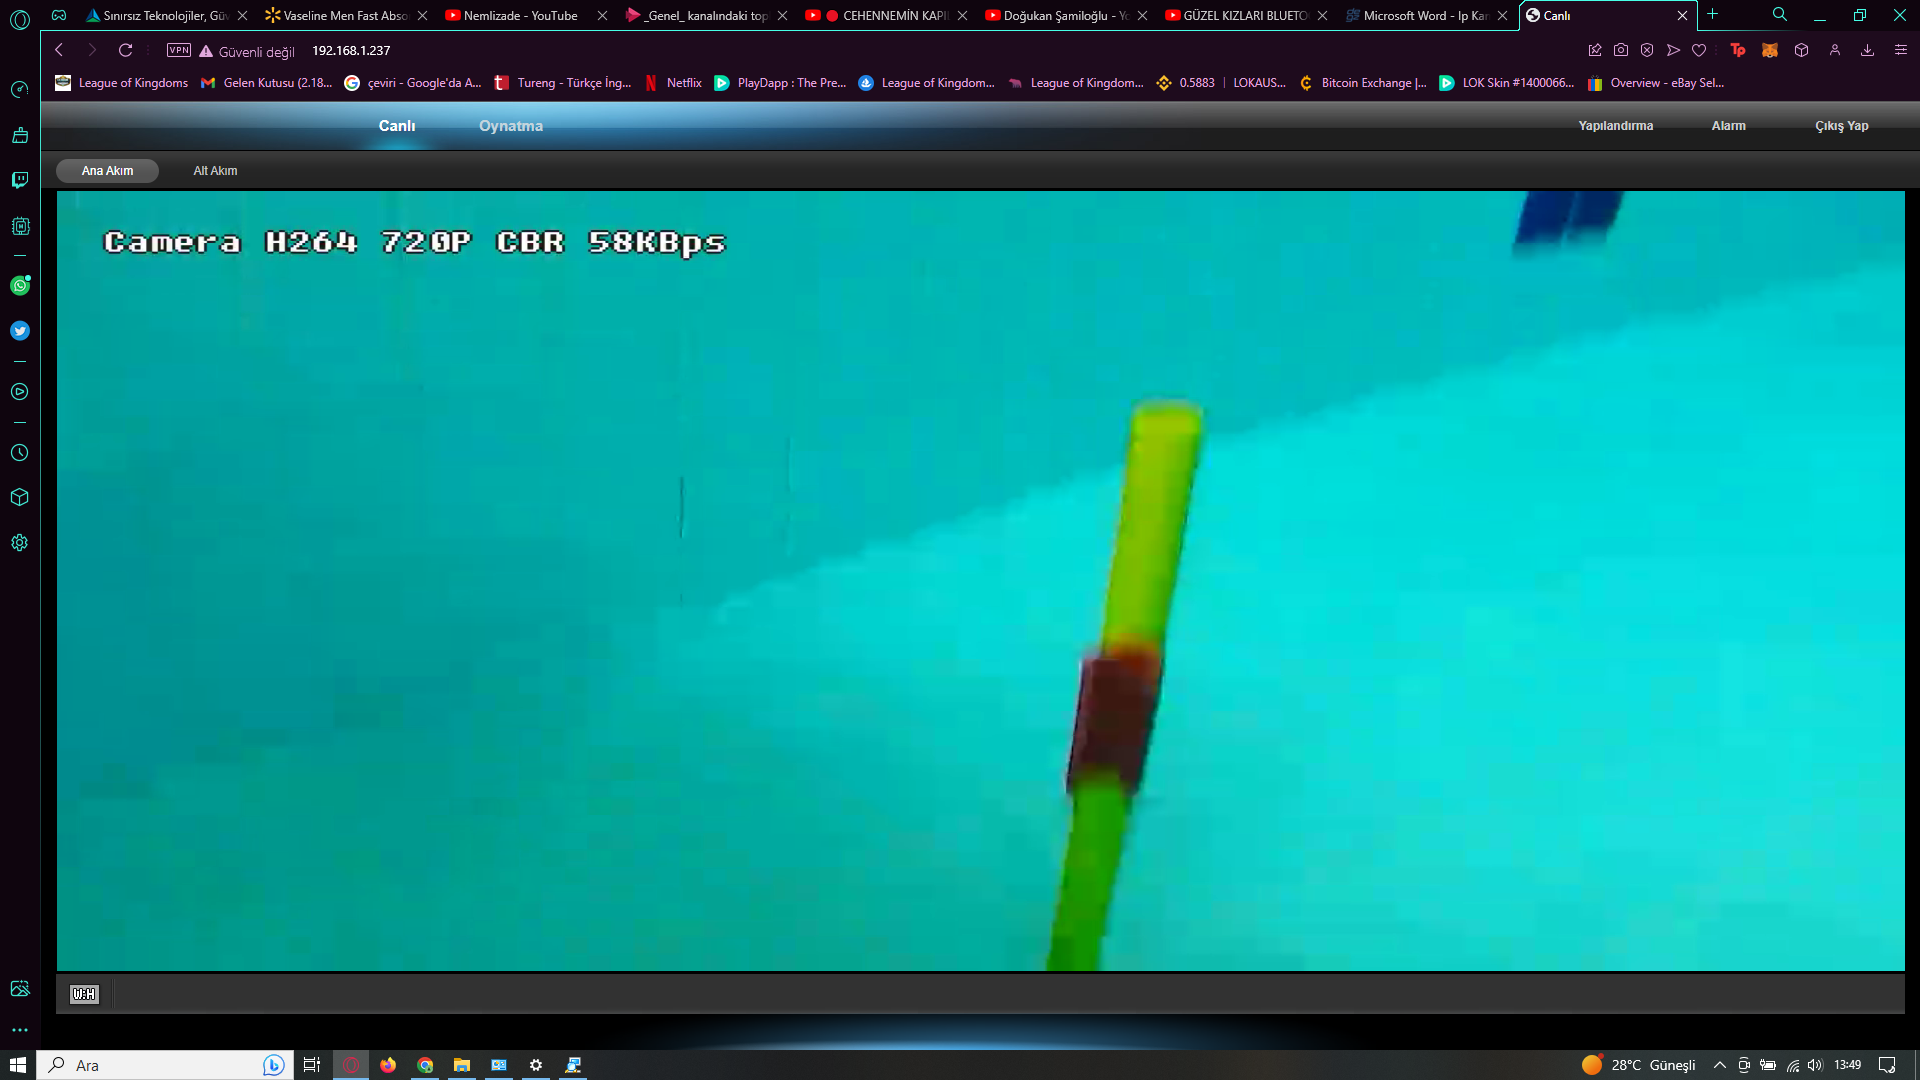 Sınırsız Teknolojiler, Gü
Vaseline Men Fast Abso
Nemlizade - YouTube
_Genel_ kanalındaki top
CEHENNEMİN KAPI
Doğukan Şamiloğlu - Yo
GÜZEL KIZLARI BLUETO
Microsoft Word - Ip Kar
Canlı
VPN
Güvenli değil
192.168.1.237
League of Kingdoms
Gelen Kutusu (2.18...
çeviri - Google'da A...
Tureng - Türkçe İng...
Netflix
PlayDapp : The Pre...
League of Kingdom...
League of Kingdom...
0.5883 | LOKAUS...
Bitcoin Exchange |...
LOK Skin #1400066...
Overview - eBay Sel...
Canlı
Oynatma
Yapılandırma
Alarm
Çıkış Yap
Ana Akım
Alt Akım
Camera H264 720P CBR 58KBps
W:H
Ara
28°C Güneşli
13:49